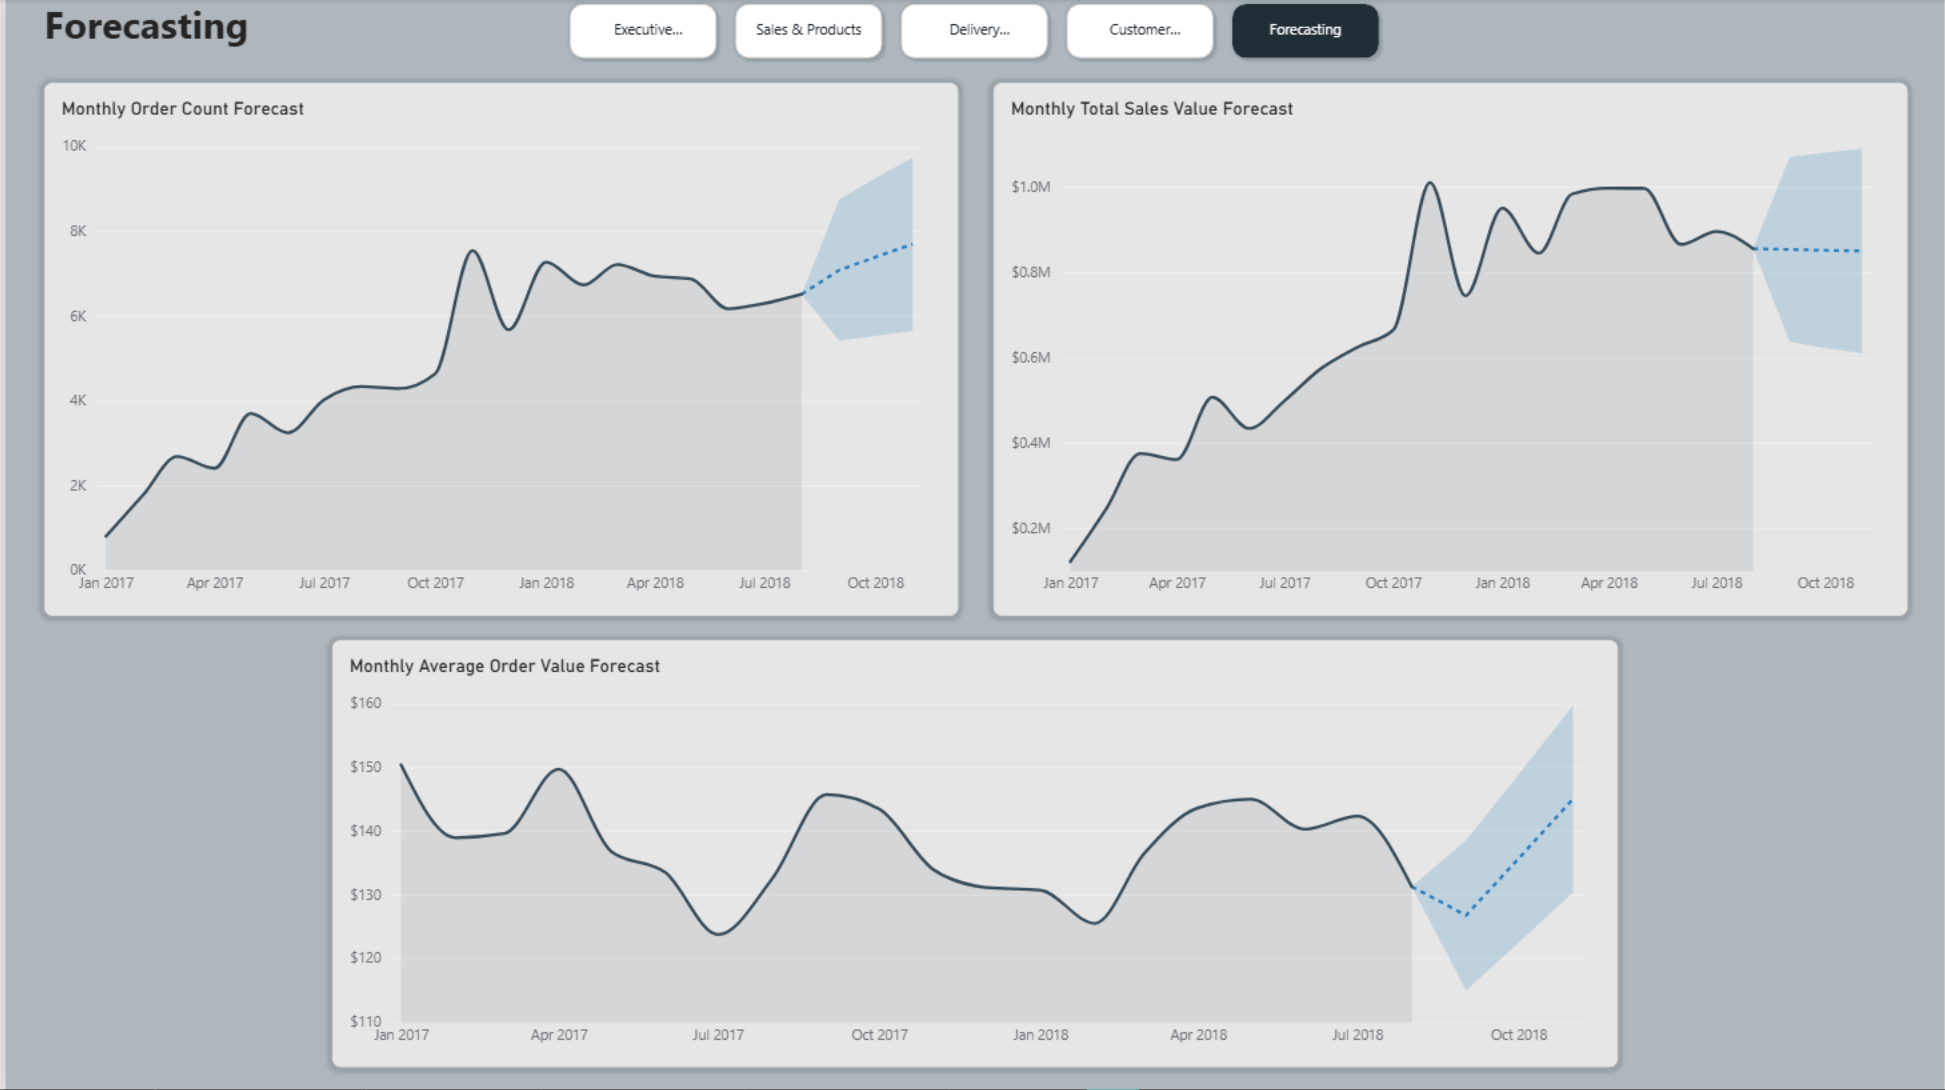 Forecasting
Executive...
Sales & Products
Delivery...
Customer...
Forecasting
Monthly Order Count Forecast
10K
8K
6K
4K
2K
0K
Jan 2017 Apr 2017 Jul 2017 Oct 2017 Jan 2018 Apr 2018 Jul 2018 Oct 2018
Monthly Total Sales Value Forecast
$1.0M
$0.8M
$0.6M
$0.4M
$0.2M
Jan 2017 Apr 2017 Jul 2017 Oct 2017 Jan 2018 Apr 2018 Jul 2018 Oct 2018
Monthly Average Order Value Forecast
$160
$150
$140
$130
$120
$110
Jan 2017 Apr 2017 Jul 2017 Oct 2017 Jan 2018 Apr 2018 Jul 2018 Oct 2018